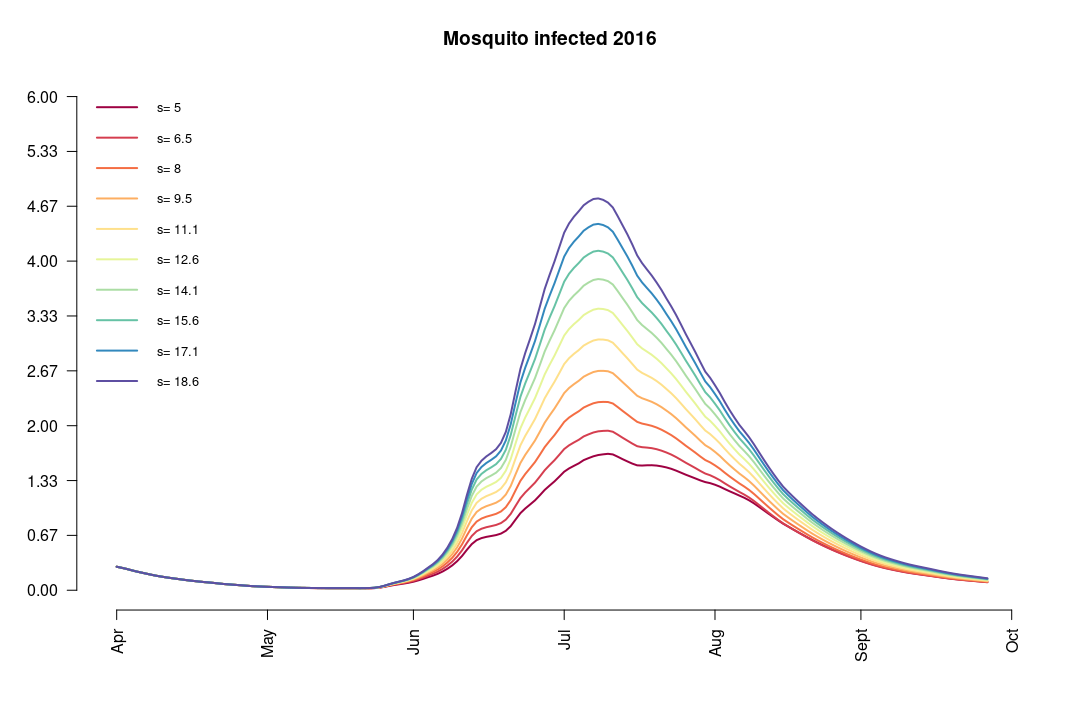 Mosquito infected 2016
6.00
5.33
4.67
4.00
3.33
2.67
2.00
1.33
0.67
0.00
s= 5
s= 6.5
s= 8
s= 9.5
s= 11.1
s= 12.6
s= 14.1
s= 15.6
s= 17.1
s= 18.6
Apr
May
Jun
Jul
Aug
Sept
Oct